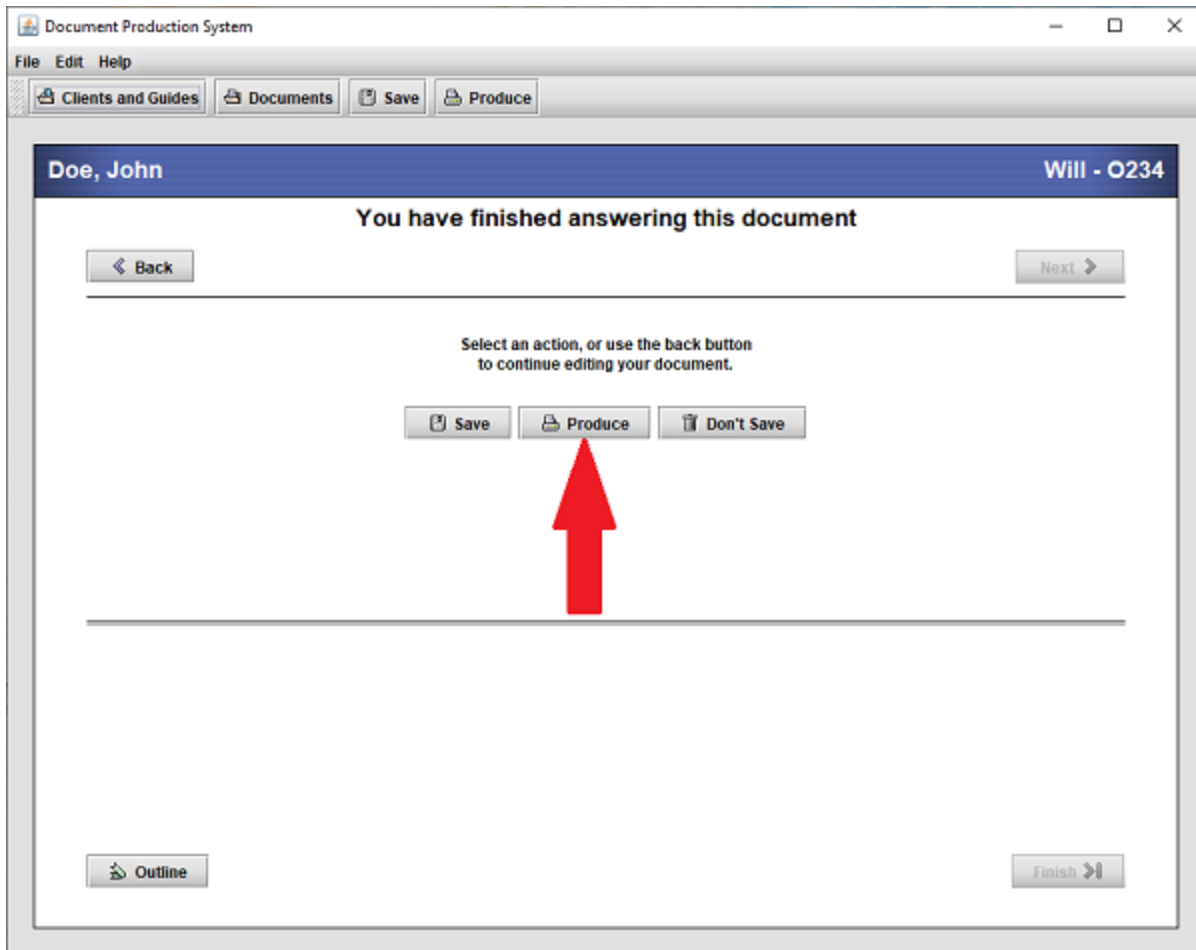 Document Production System
File Edit Help
Clients and Guides Documents Save Produce
Doe, John Will - O234
You have finished answering this document
Back Next
Select an action, or use the back button
to continue editing your document.
Save Produce Don't Save
Outline Finish